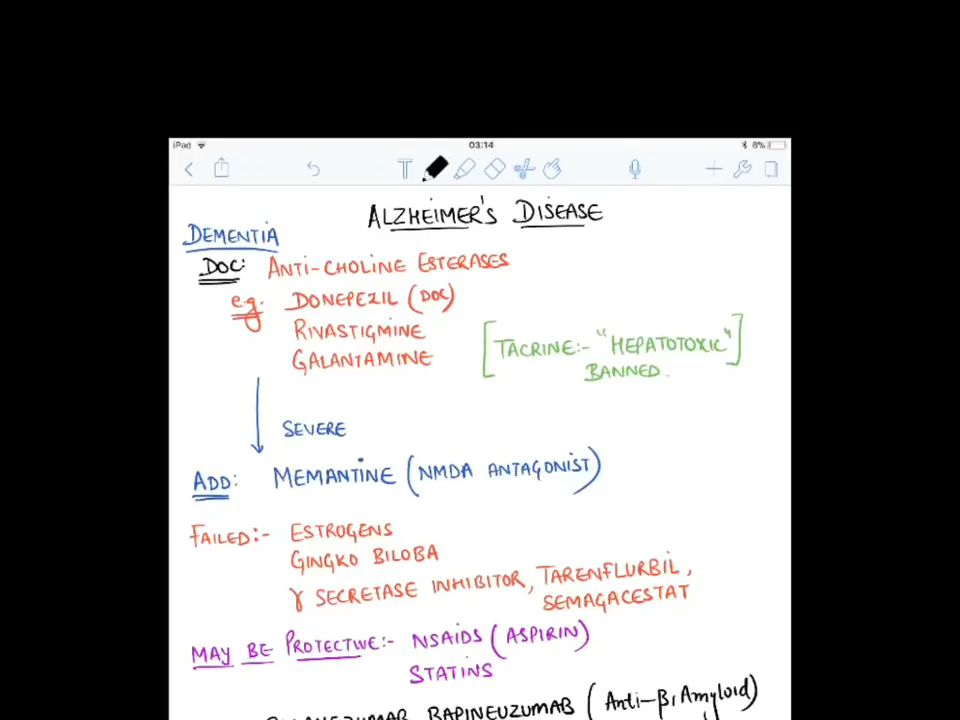 iPad 03:14 8%
T
ALZHEIMER'S DISEASE
DEMENTIA
DOC: ANTI-CHOLINE ESTERASES
e.g. DONEPEZIL (DOC)
RIVASTIGMINE
GALANTAMINE
[TACRINE:- "HEPATOTOXIC"]
BANNED.
SEVERE
ADD: MEMANTINE (NMDA ANTAGONIST)
FAILED:- ESTROGENS
GINGKO BILOBA
γ SECRETASE INHIBITOR, TARENFLURBIL,
SEMAGACESTAT
MAY BE PROTECTIVE:- NSAIDS (ASPIRIN)
STATINS
BAPINEUZUMAB (Anti-β, Amyloid)